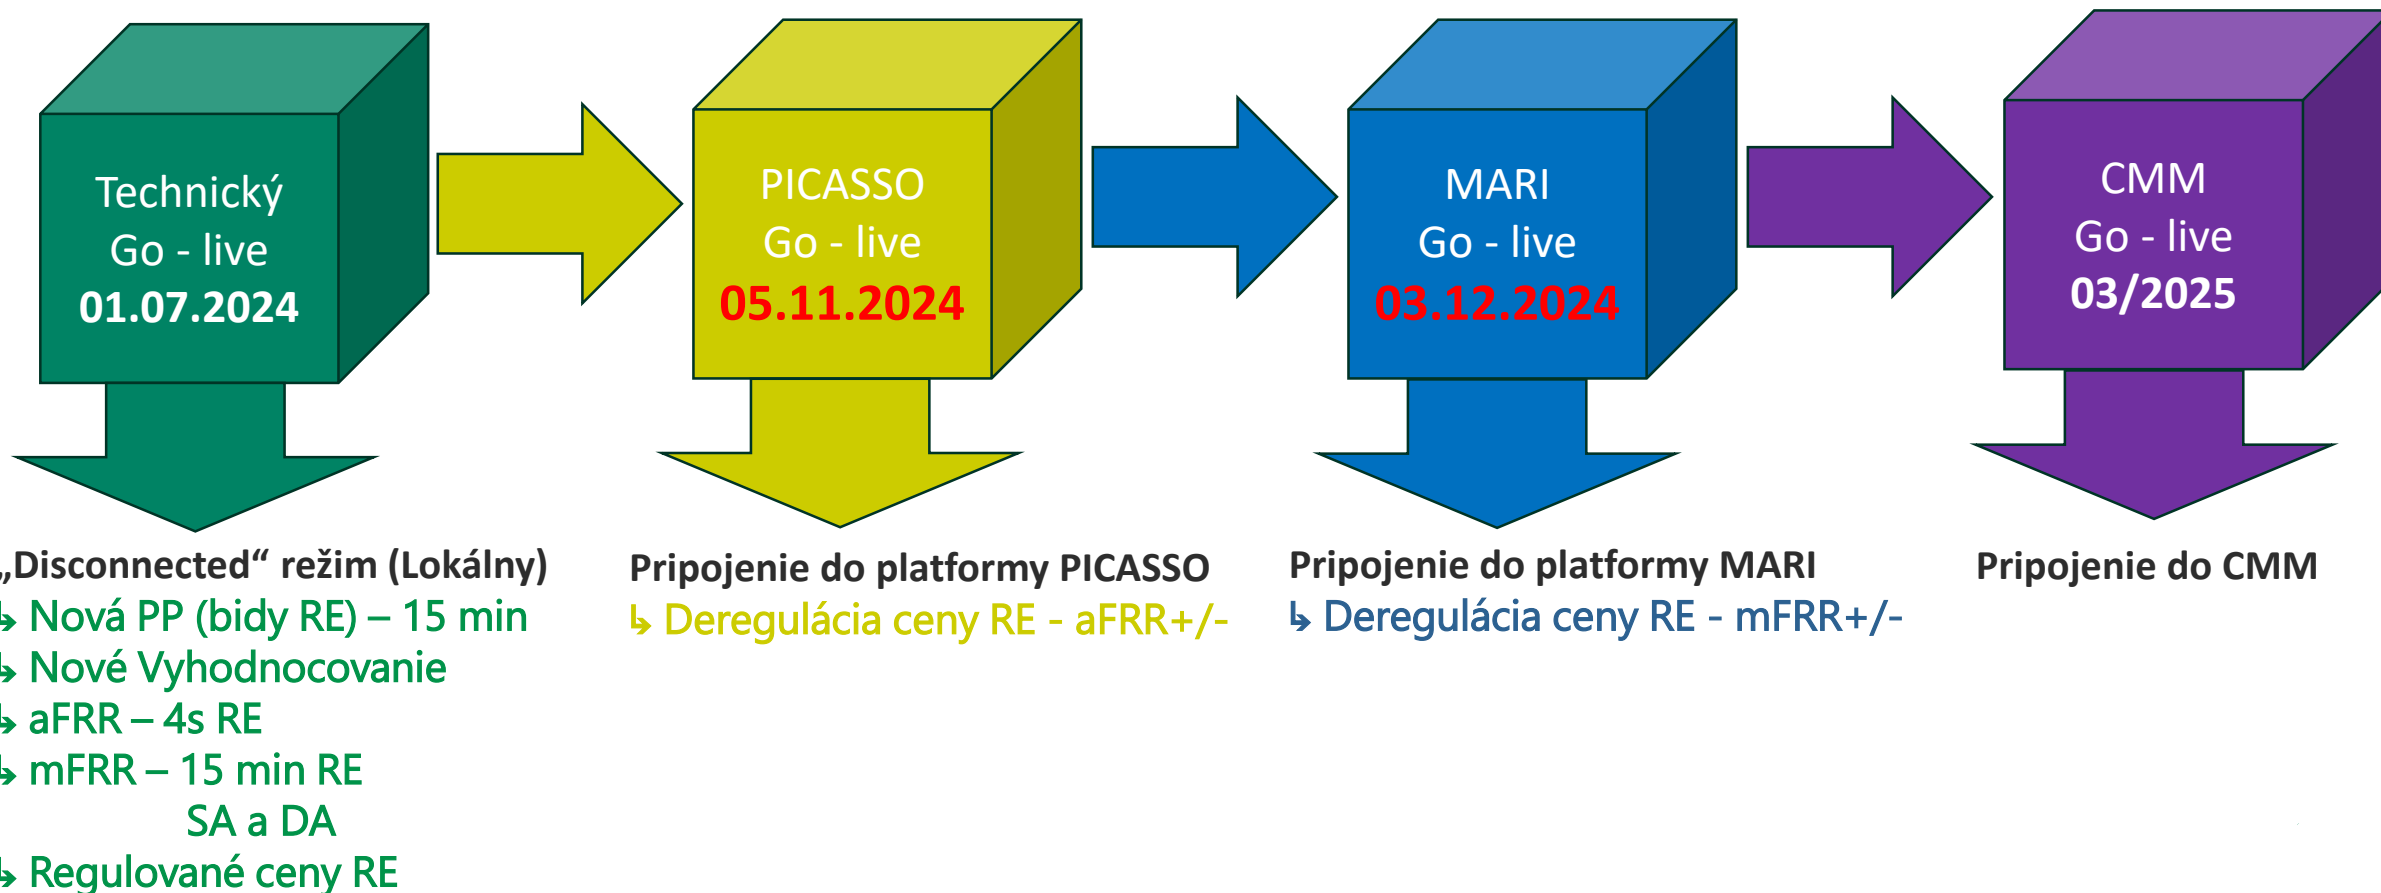 Technický
Go - live
01.07.2024
PICASSO
Go - live
05.11.2024
MARI
Go - live
03.12.2024
CMM
Go - live
03/2025
„Disconnected“ režim (Lokálny)
↳ Nová PP (bidy RE) – 15 min
↳ Nové Vyhodnocovanie
↳ aFRR – 4s RE
↳ mFRR – 15 min RE
SA a DA
↳ Regulované ceny RE
Pripojenie do platformy PICASSO
↳ Deregulácia ceny RE - aFRR+/-
Pripojenie do platformy MARI
↳ Deregulácia ceny RE - mFRR+/-
Pripojenie do CMM